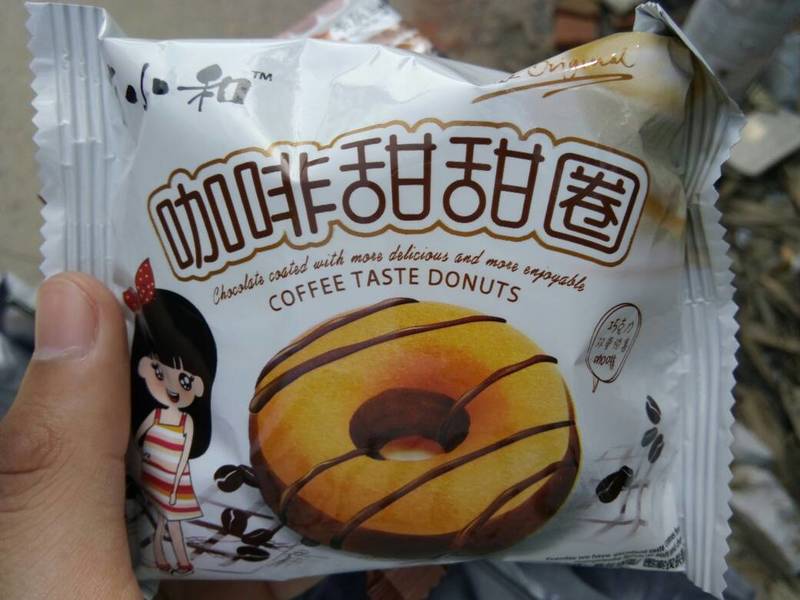 小和™
Original
咖啡甜甜圈
Chocolate coated with more delicious and more enjoyable
COFFEE TASTE DONUTS
巧克力